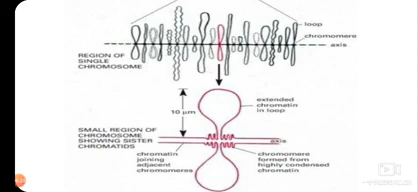 loop
chromomere
axis
REGION OF
SINGLE
CHROMOSOME
10 μm
extended
chromatin
in loop
SMALL REGION OF
CHROMOSOME
SHOWING SISTER
CHROMATIDS
axis
chromatin
joining
adjacent
chromomeres
chromomere
formed from
highly condensed
chromatin